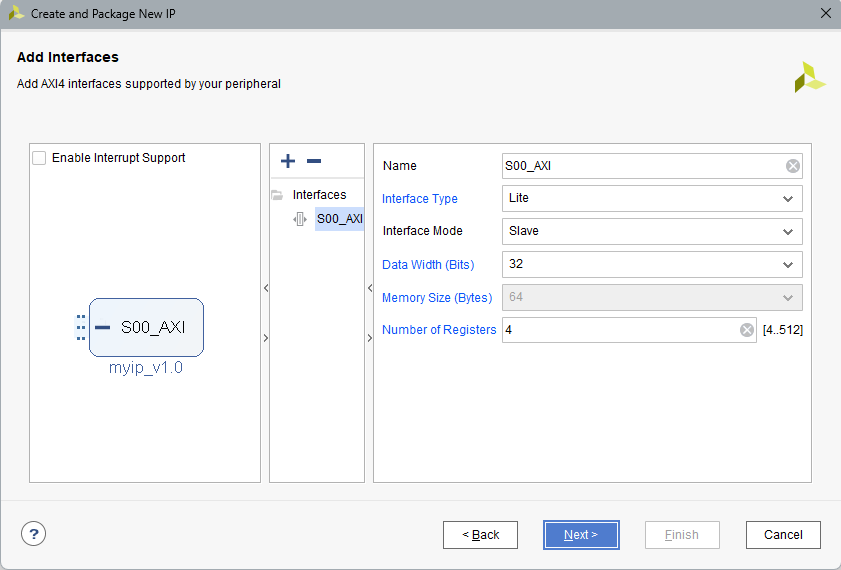 Create and Package New IP
Add Interfaces
Add AXI4 interfaces supported by your peripheral
Enable Interrupt Support
S00_AXI
myip_v1.0
Interfaces
S00_AXI
Name S00_AXI
Interface Type Lite
Interface Mode Slave
Data Width (Bits) 32
Memory Size (Bytes) 64
Number of Registers 4 [4..512]
? < Back Next > Finish Cancel